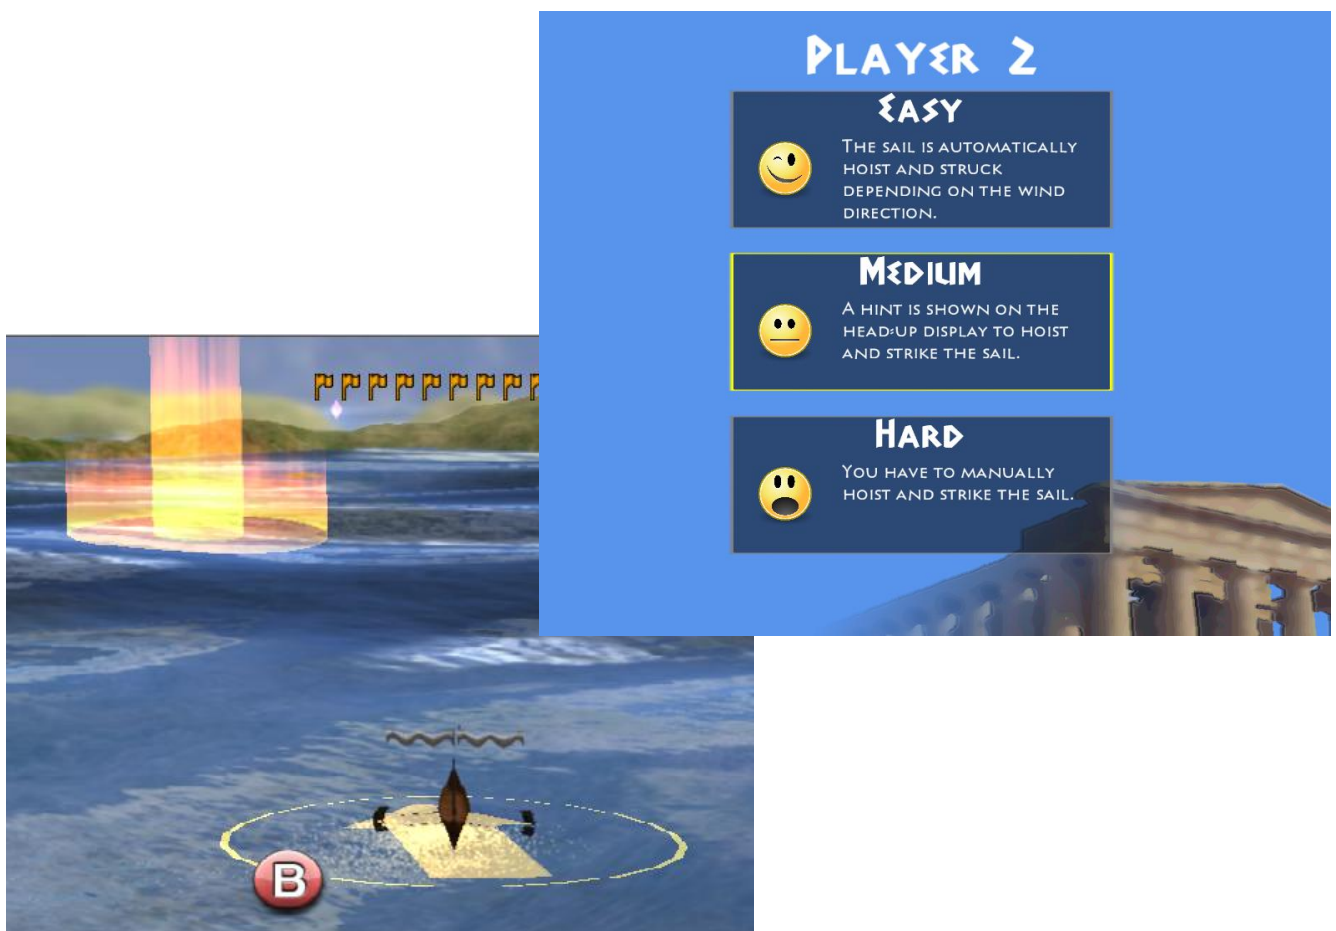 PLAYER 2
EASY
THE SAIL IS AUTOMATICALLY
HOIST AND STRUCK
DEPENDING ON THE WIND
DIRECTION.
MEDIUM
A HINT IS SHOWN ON THE
HEAD-UP DISPLAY TO HOIST
AND STRIKE THE SAIL.
HARD
YOU HAVE TO MANUALLY
HOIST AND STRIKE THE SAIL.
B